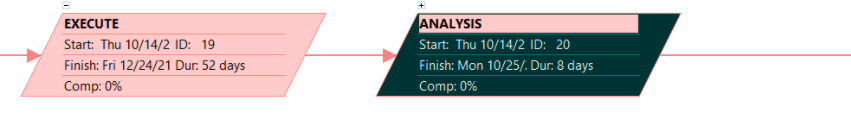 EXECUTE
Start: Thu 10/14/2 ID: 19
Finish: Fri 12/24/21 Dur: 52 days
Comp: 0%
ANALYSIS
Start: Thu 10/14/2 ID: 20
Finish: Mon 10/25/. Dur: 8 days
Comp: 0%